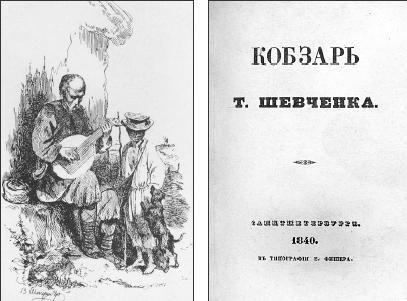 КОБЗАРЬ
Т. ШЕВЧЕНКА.
САНКТПЕТЕРБУРГЪ.
1840.
ВЪ ТИПОГРАФІИ Е. ФИШЕРА.